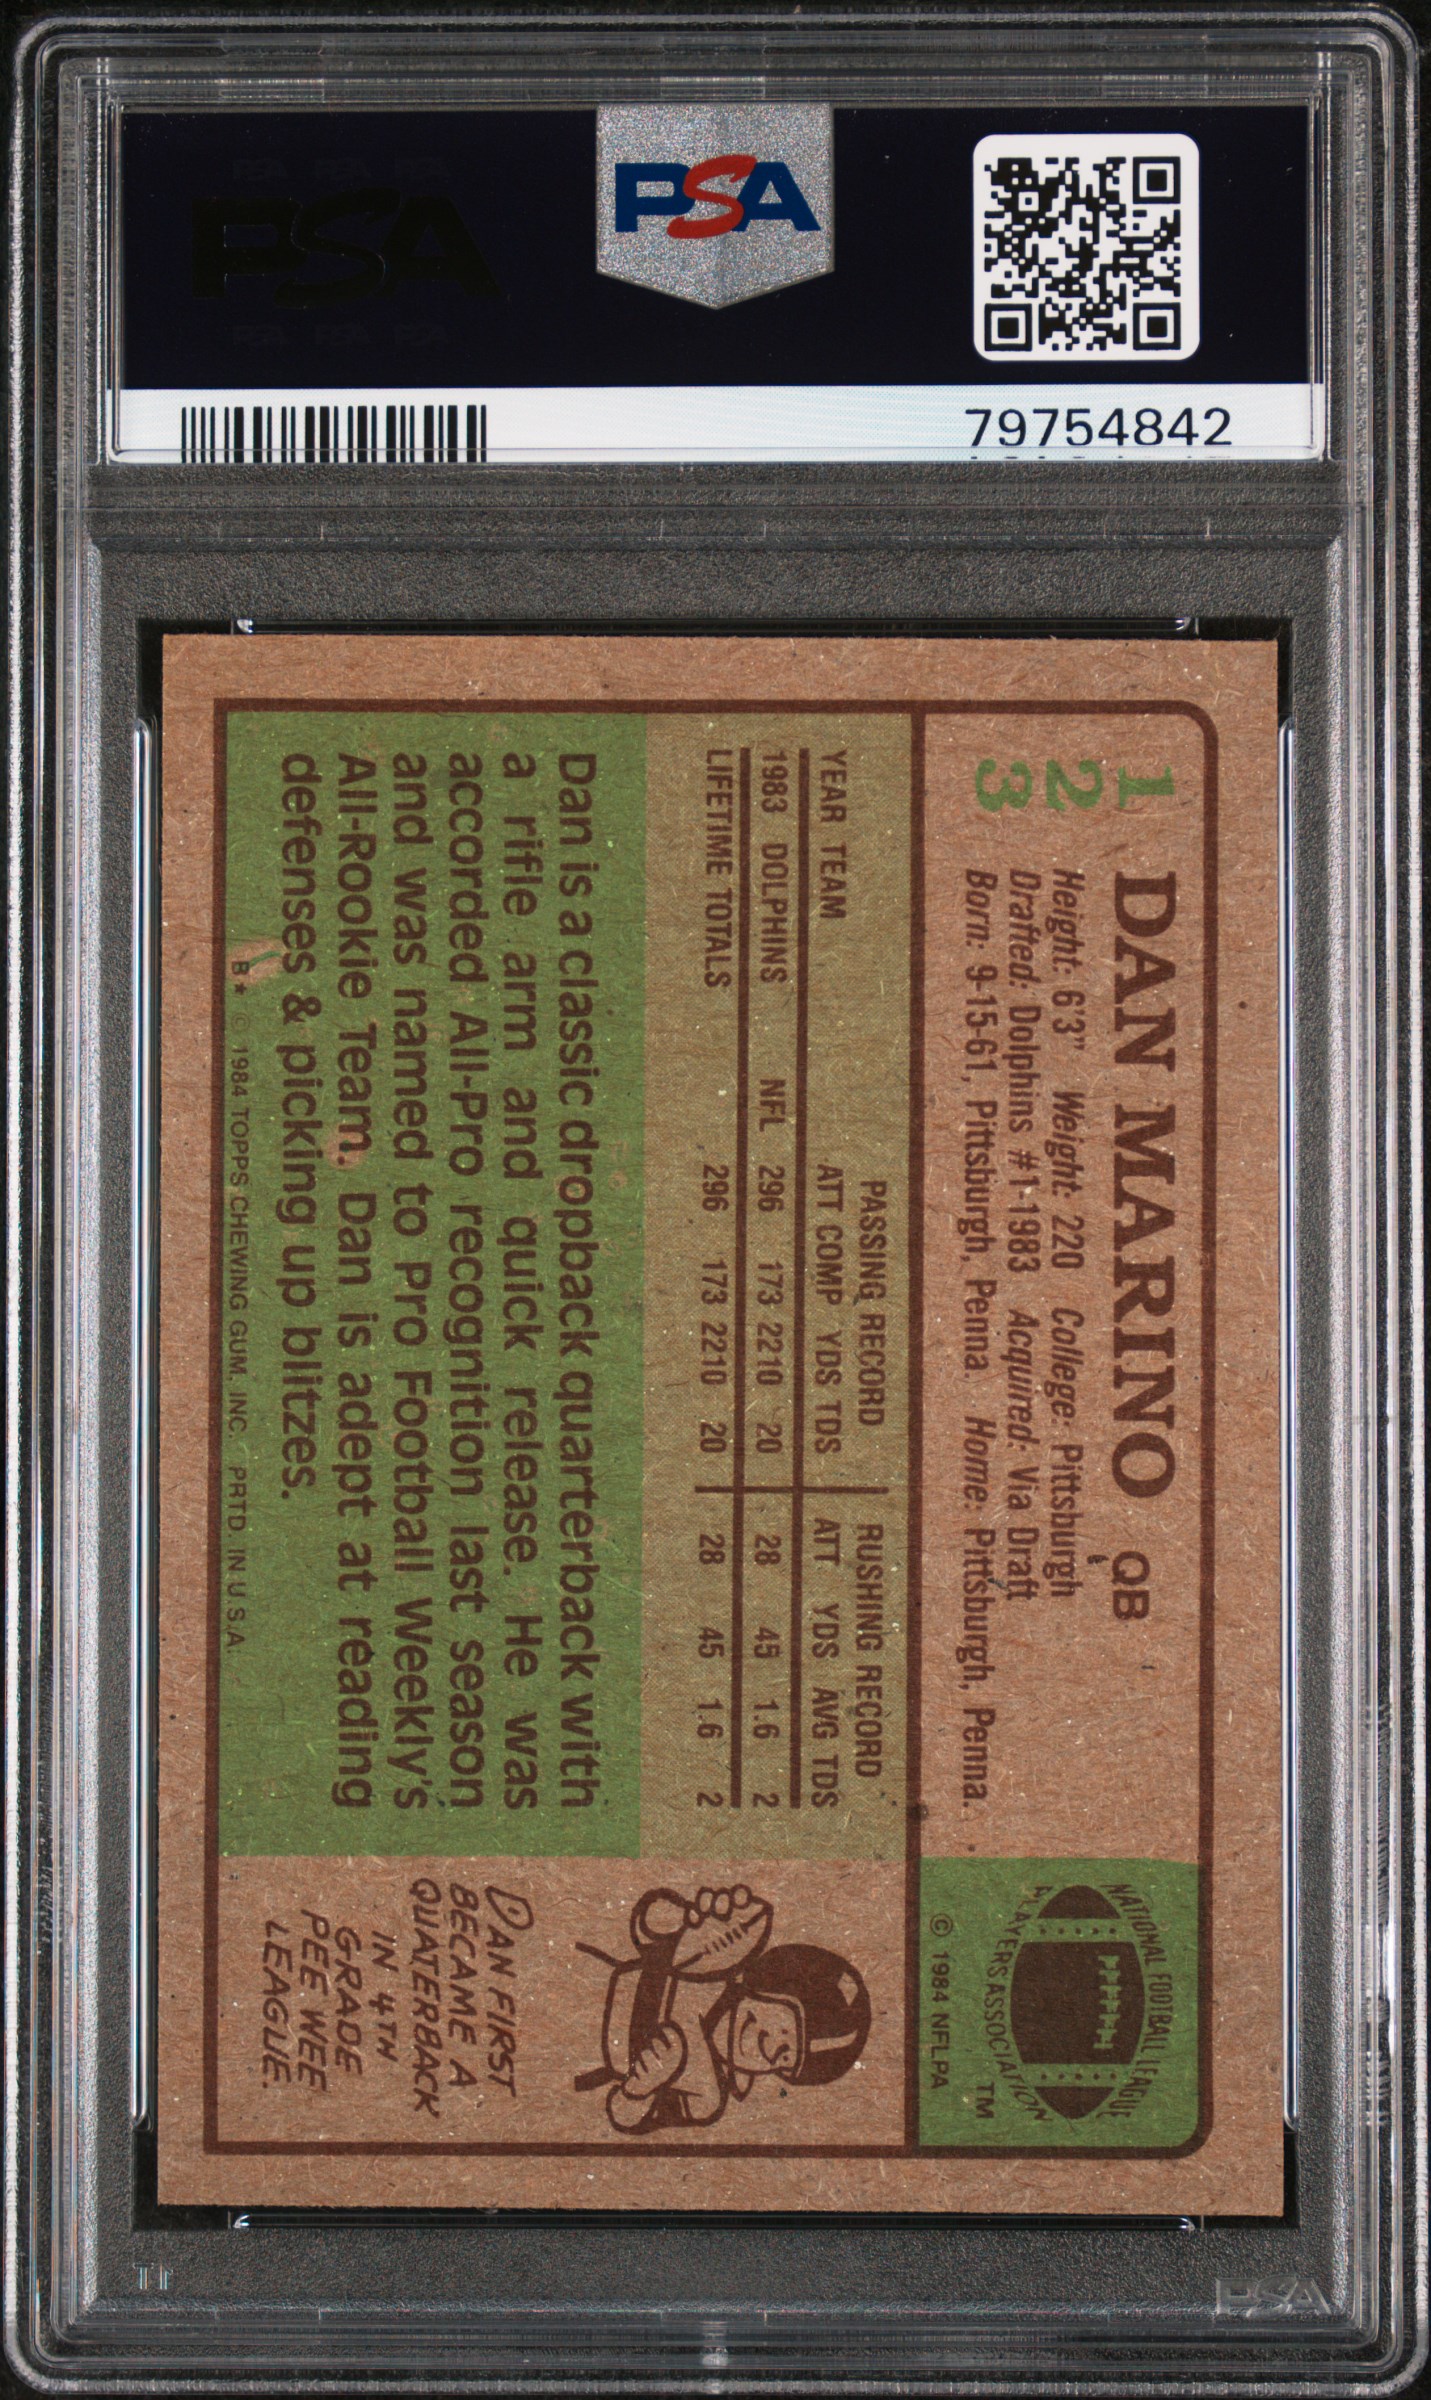 PSA
PSA
79754842
1
2
3
DAN MARINO QB
Height: 6'3" Weight: 220 College: Pittsburgh
Drafted: Dolphins #1-1983 Acquired: Via Draft
Born: 9-15-61, Pittsburgh, Penna. Home: Pittsburgh, Penna.
NATIONAL FOOTBALL LEAGUE
PLAYERS ASSOCIATION TM
© 1984 NFLPA
PASSING RECORD RUSHING RECORD
YEAR TEAM ATT COMP YDS TDS ATT YDS AVG TDS
1983 DOLPHINS NFL 296 173 2210 20 28 45 1.6 2
LIFETIME TOTALS 296 173 2210 20 28 45 1.6 2
Dan is a classic dropback quarterback with
a rifle arm and quick release. He was
accorded All-Pro recognition last season
and was named to Pro Football Weekly's
All-Rookie Team. Dan is adept at reading
defenses & picking up blitzes.
B* © 1984 TOPPS CHEWING GUM, INC. PRTD. IN U.S.A.
DAN FIRST
BECAME A
QUATERBACK
IN 4TH
GRADE
PEE WEE
LEAGUE.
PSA